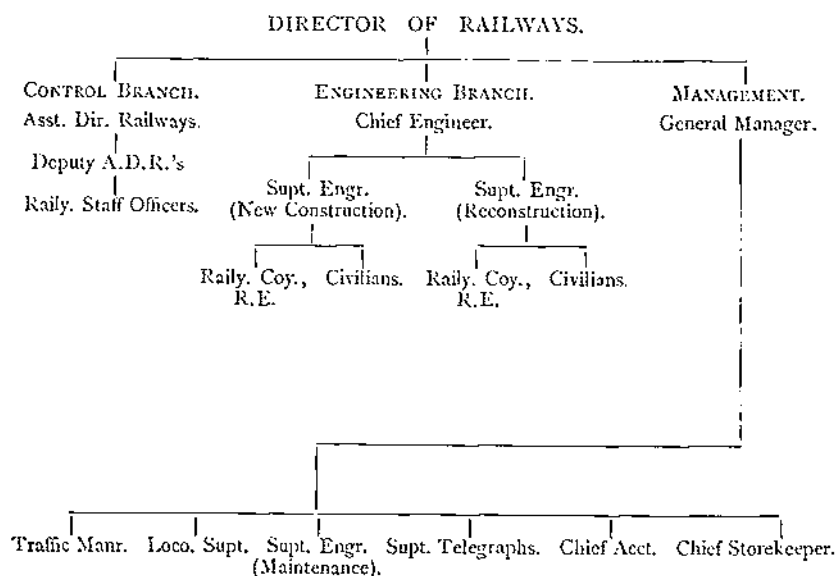 DIRECTOR OF RAILWAYS.
CONTROL BRANCH. ENGINEERING BRANCH. MANAGEMENT.
Asst. Dir. Railways. Chief Engineer. General Manager.
Deputy A.D.R.'s
Raily. Staff Officers.
Supt. Engr. Supt. Engr.
(New Construction). (Reconstruction).
Raily. Coy., Civilians. Raily. Coy., Civilians.
R.E. R.E.
Traffic Manr. Loco. Supt. Supt. Engr. Supt. Telegraphs. Chief Acct. Chief Storekeeper.
(Maintenance).